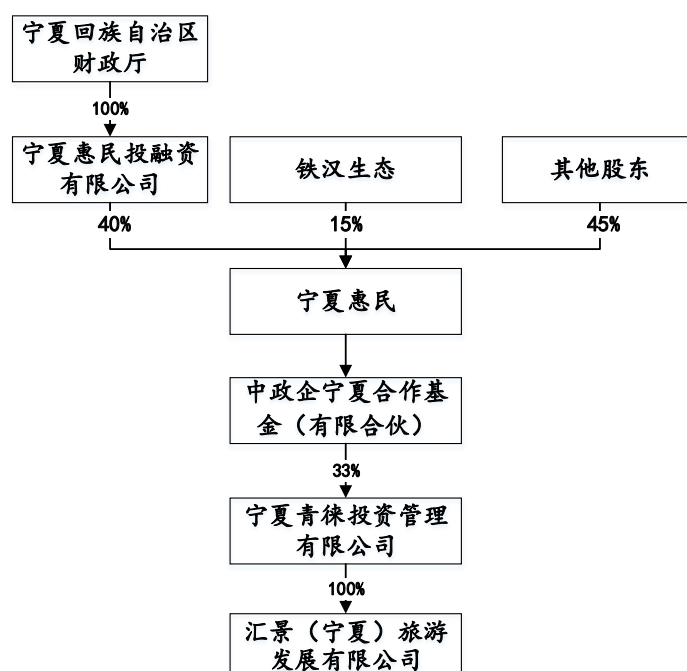 宁夏回族自治区
财政厅
100%
宁夏惠民投融资
有限公司
铁汉生态
其他股东
40%
15%
45%
宁夏惠民
中政企宁夏合作基
金（有限合伙）
33%
宁夏青徕投资管理
有限公司
100%
汇景（宁夏）旅游
发展有限公司